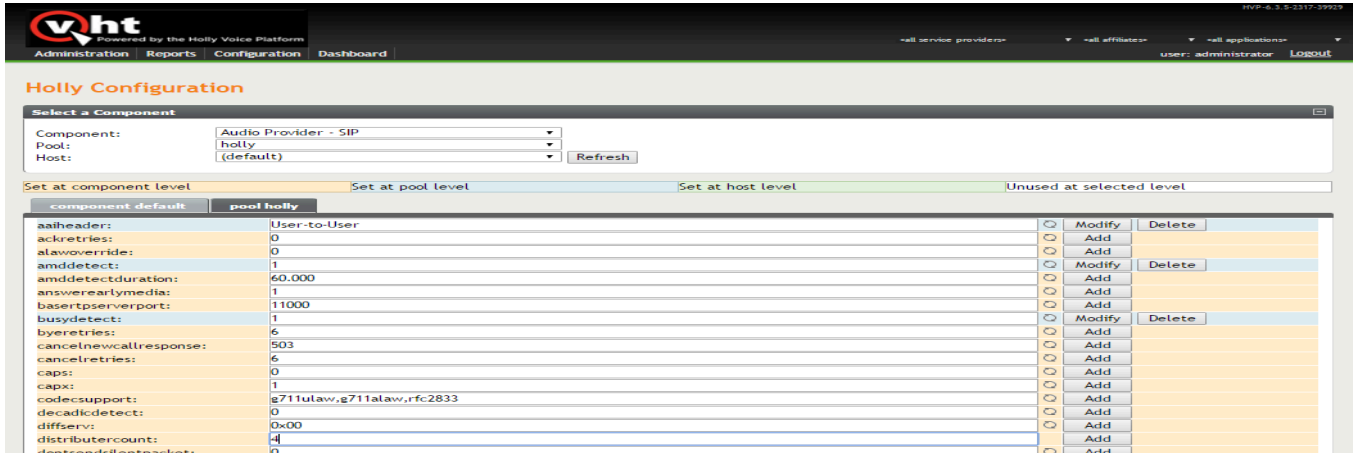 HVP-6.3.5-2317-39929
vht
Powered by the Holly Voice Platform
<all service providers> <all affiliates> <all applications>
Administration Reports Configuration Dashboard user: administrator Logout
Holly Configuration
Select a Component
Component: Audio Provider - SIP
Pool: holly
Host: (default) Refresh
Set at component level Set at pool level Set at host level Unused at selected level
component default pool holly
aaiheader: User-to-User Modify Delete
ackretries: 0 Add
alawoverride: 0 Add
amddetect: 1 Modify Delete
amddetectduration: 60.000 Add
answerearlymedia: 1 Add
basertpserverport: 11000 Add
busydetect: 1 Modify Delete
byeretries: 6 Add
cancelnewcallresponse: 503 Add
cancelretries: 6 Add
caps: 0 Add
capx: 1 Add
codecsupport: g711ulaw,g711alaw,rfc2833 Add
decadicdetect: 0 Add
diffserv: 0x00 Add
distributercount: 4 Add
dontsendsilentpacket: 0 Add